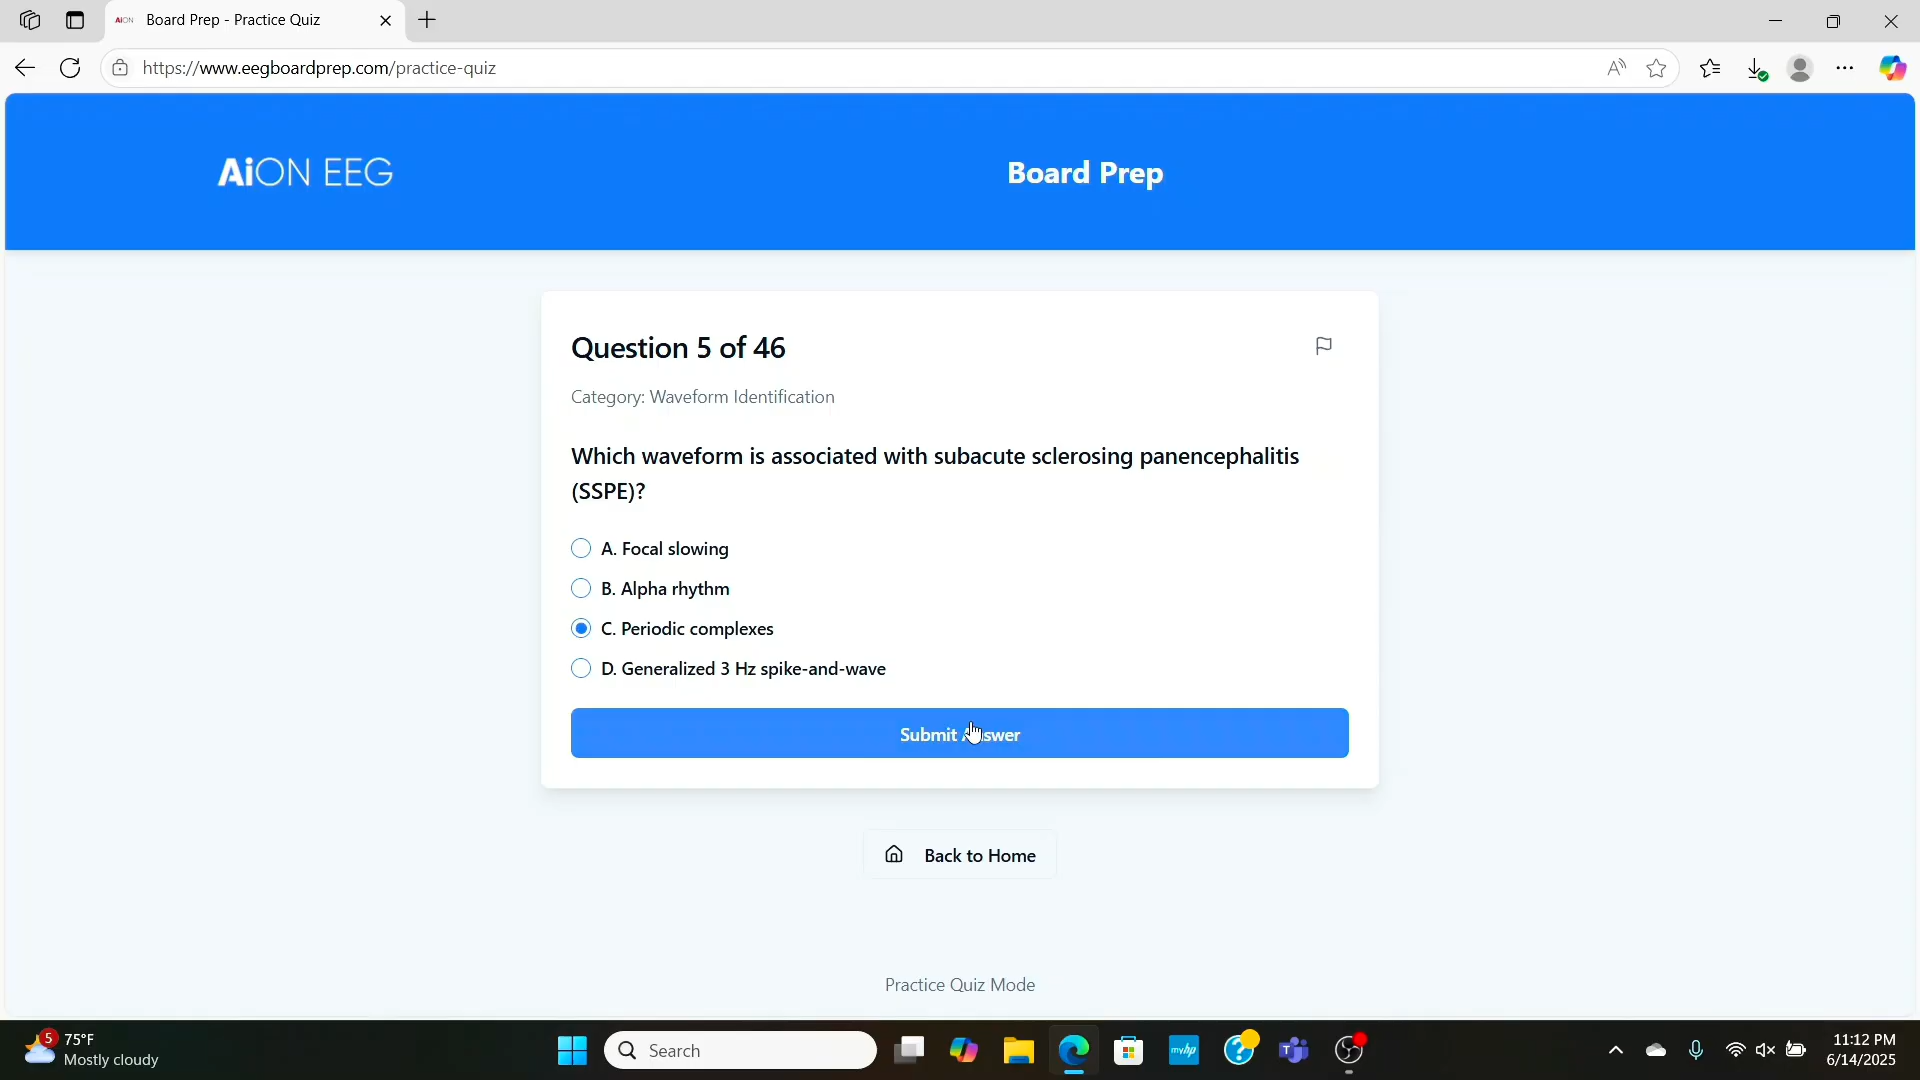 AiON Board Prep - Practice Quiz
https://www.eegboardprep.com/practice-quiz
AiON EEG
Board Prep
Question 5 of 46
Category: Waveform Identification
Which waveform is associated with subacute sclerosing panencephalitis
(SSPE)?
A. Focal slowing
B. Alpha rhythm
C. Periodic complexes
D. Generalized 3 Hz spike-and-wave
Submit
Back to Home
Practice Quiz Mode
5
75°F
Mostly cloudy
Search
myhp
11:12 PM
6/14/2025